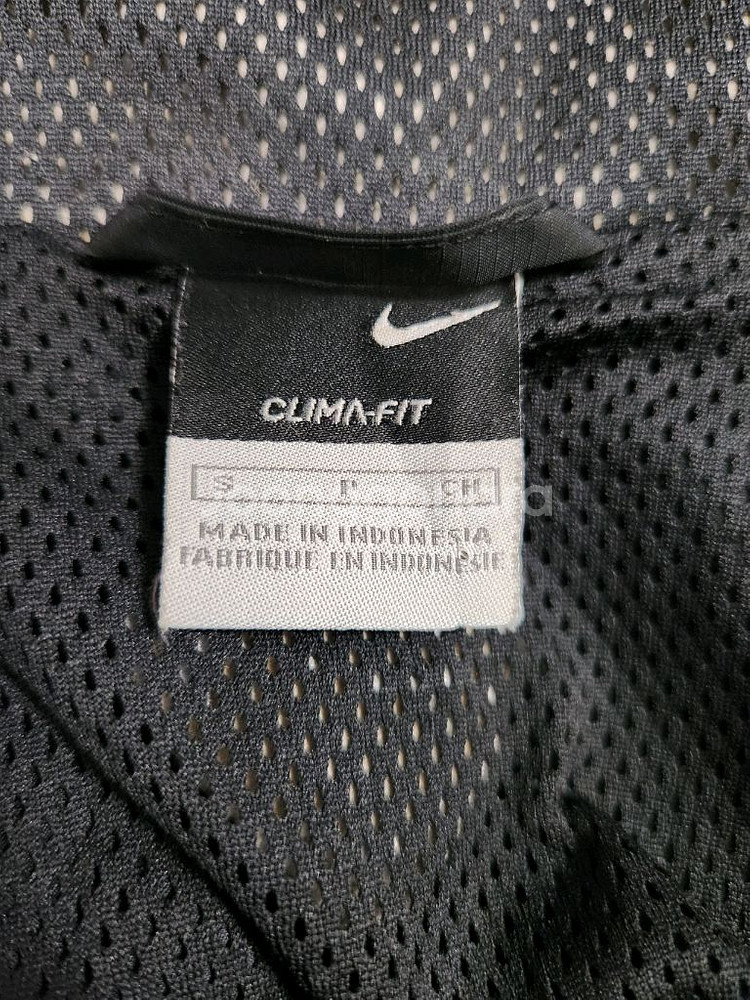 CLIMA-FIT
S P CH
MADE IN INDONESIA
FABRIQUE EN INDONESIE